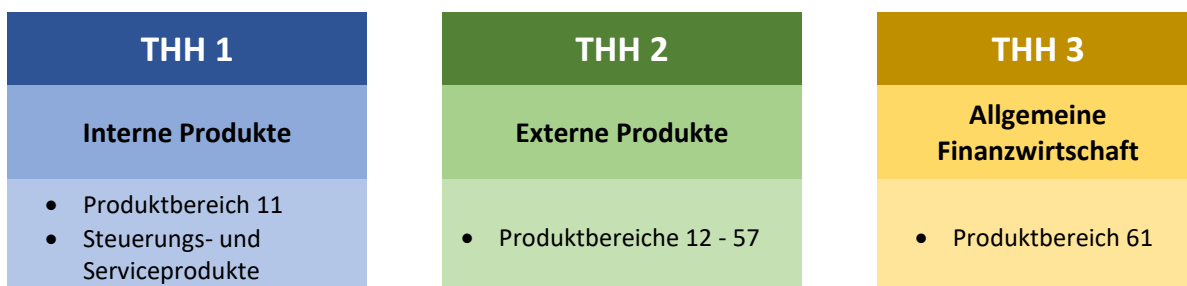 THH 1
Interne Produkte
• Produktbereich 11
• Steuerungs- und
Serviceprodukte
THH 2
Externe Produkte
• Produktbereiche 12 - 57
THH 3
Allgemeine
Finanzwirtschaft
• Produktbereich 61